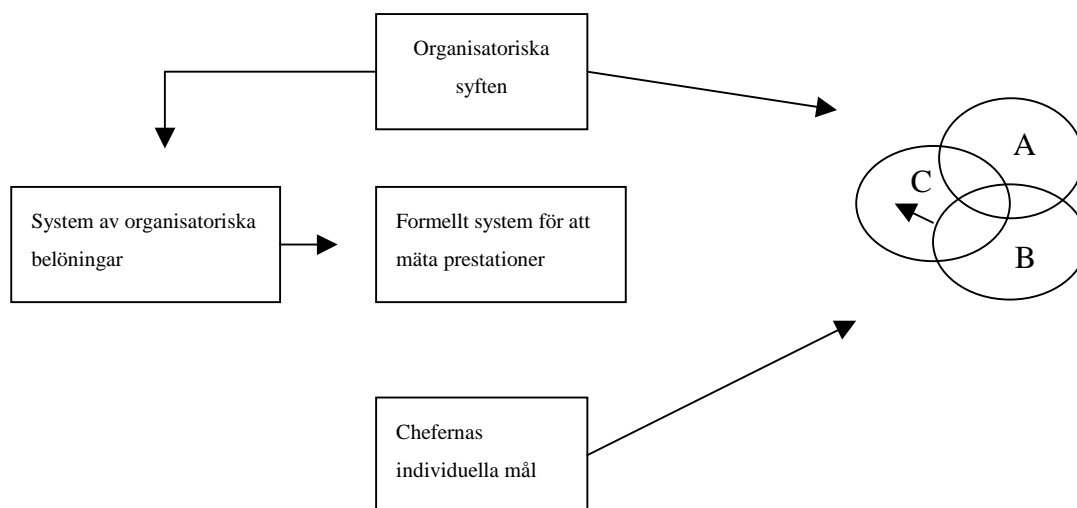 Organisatoriska
syften
A
C
System av organisatoriska
belöningar
Formellt system för att
mäta prestationer
B
Chefernas
individuella mål